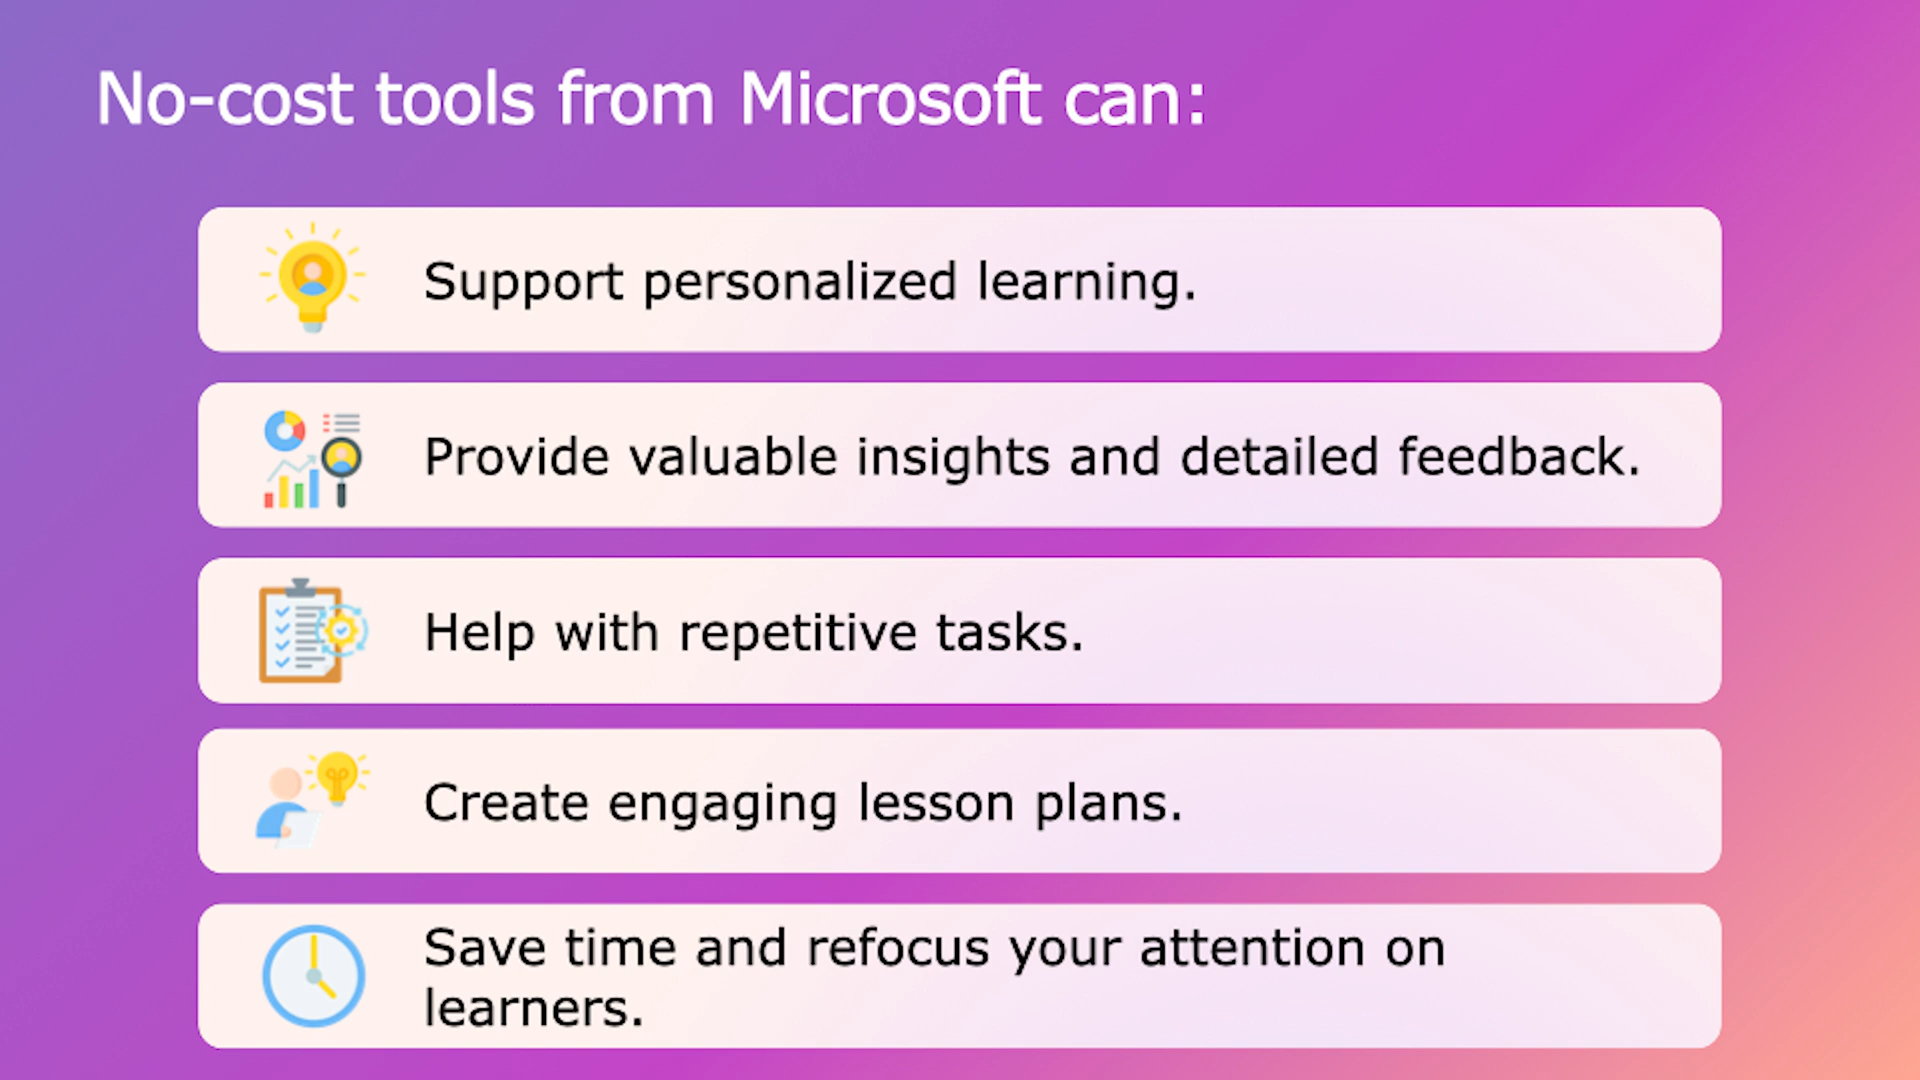 No-cost tools from Microsoft can:
Support personalized learning.
Provide valuable insights and detailed feedback.
Help with repetitive tasks.
Create engaging lesson plans.
Save time and refocus your attention on
learners.